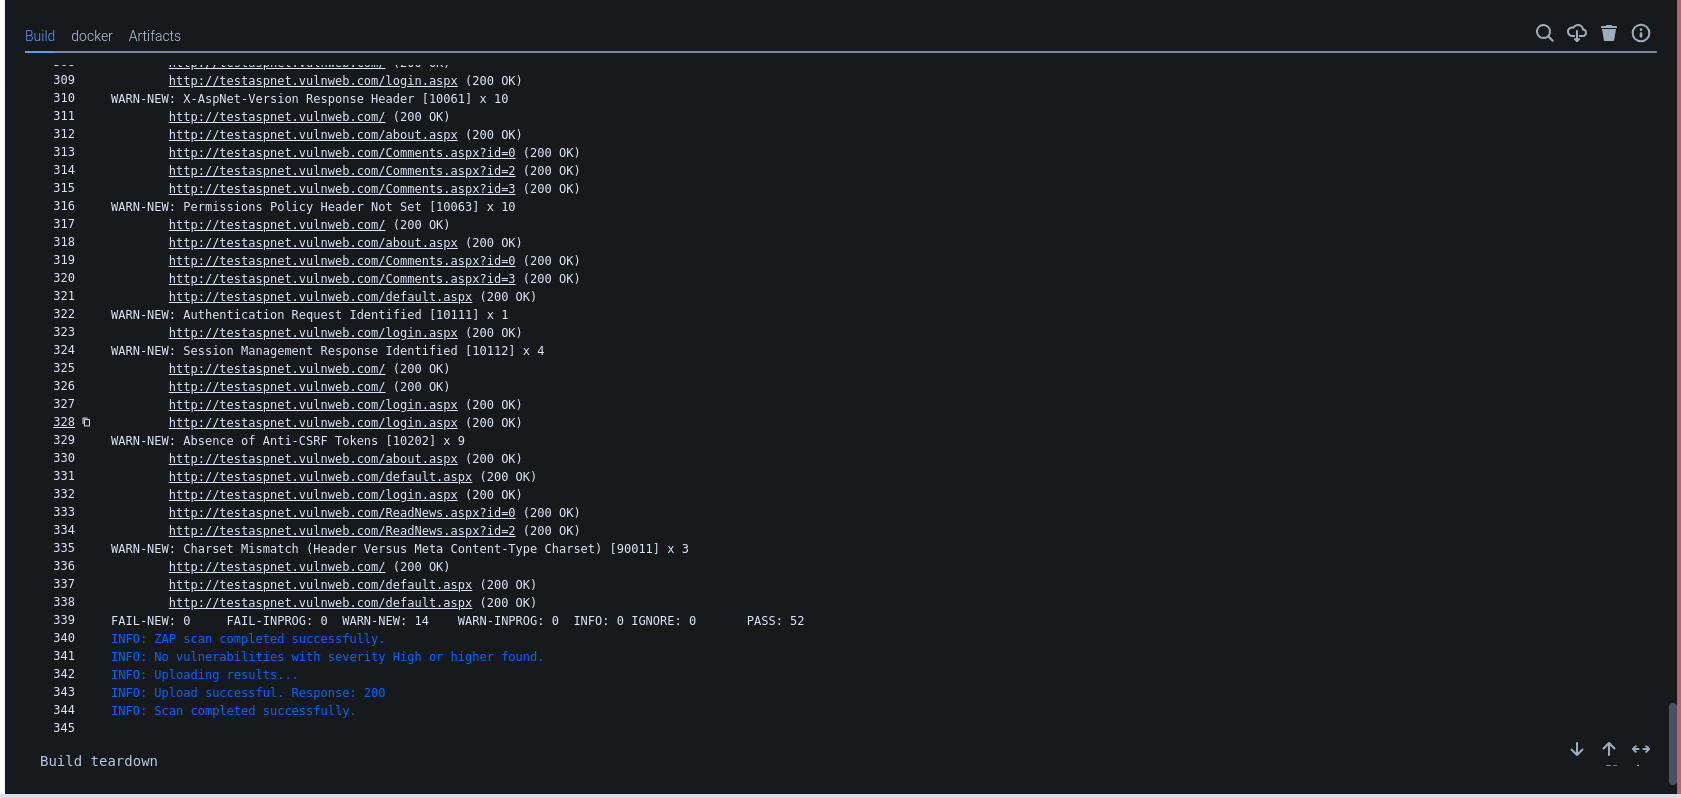 Build docker Artifacts
309 http://testaspnet.vulnweb.com/login.aspx (200 OK)
310 WARN-NEW: X-AspNet-Version Response Header [10061] x 10
311 http://testaspnet.vulnweb.com/ (200 OK)
312 http://testaspnet.vulnweb.com/about.aspx (200 OK)
313 http://testaspnet.vulnweb.com/Comments.aspx?id=0 (200 OK)
314 http://testaspnet.vulnweb.com/Comments.aspx?id=2 (200 OK)
315 http://testaspnet.vulnweb.com/Comments.aspx?id=3 (200 OK)
316 WARN-NEW: Permissions Policy Header Not Set [10063] x 10
317 http://testaspnet.vulnweb.com/ (200 OK)
318 http://testaspnet.vulnweb.com/about.aspx (200 OK)
319 http://testaspnet.vulnweb.com/Comments.aspx?id=0 (200 OK)
320 http://testaspnet.vulnweb.com/Comments.aspx?id=3 (200 OK)
321 http://testaspnet.vulnweb.com/default.aspx (200 OK)
322 WARN-NEW: Authentication Request Identified [10111] x 1
323 http://testaspnet.vulnweb.com/login.aspx (200 OK)
324 WARN-NEW: Session Management Response Identified [10112] x 4
325 http://testaspnet.vulnweb.com/ (200 OK)
326 http://testaspnet.vulnweb.com/ (200 OK)
327 http://testaspnet.vulnweb.com/login.aspx (200 OK)
328 http://testaspnet.vulnweb.com/login.aspx (200 OK)
329 WARN-NEW: Absence of Anti-CSRF Tokens [10202] x 9
330 http://testaspnet.vulnweb.com/about.aspx (200 OK)
331 http://testaspnet.vulnweb.com/default.aspx (200 OK)
332 http://testaspnet.vulnweb.com/login.aspx (200 OK)
333 http://testaspnet.vulnweb.com/ReadNews.aspx?id=0 (200 OK)
334 http://testaspnet.vulnweb.com/ReadNews.aspx?id=2 (200 OK)
335 WARN-NEW: Charset Mismatch (Header Versus Meta Content-Type Charset) [90011] x 3
336 http://testaspnet.vulnweb.com/ (200 OK)
337 http://testaspnet.vulnweb.com/default.aspx (200 OK)
338 http://testaspnet.vulnweb.com/default.aspx (200 OK)
339 FAIL-NEW: 0 FAIL-INPROG: 0 WARN-NEW: 14 WARN-INPROG: 0 INFO: 0 IGNORE: 0 PASS: 52
340 INFO: ZAP scan completed successfully.
341 INFO: No vulnerabilities with severity High or higher found.
342 INFO: Uploading results...
343 INFO: Upload successful. Response: 200
344 INFO: Scan completed successfully.
345
Build teardown